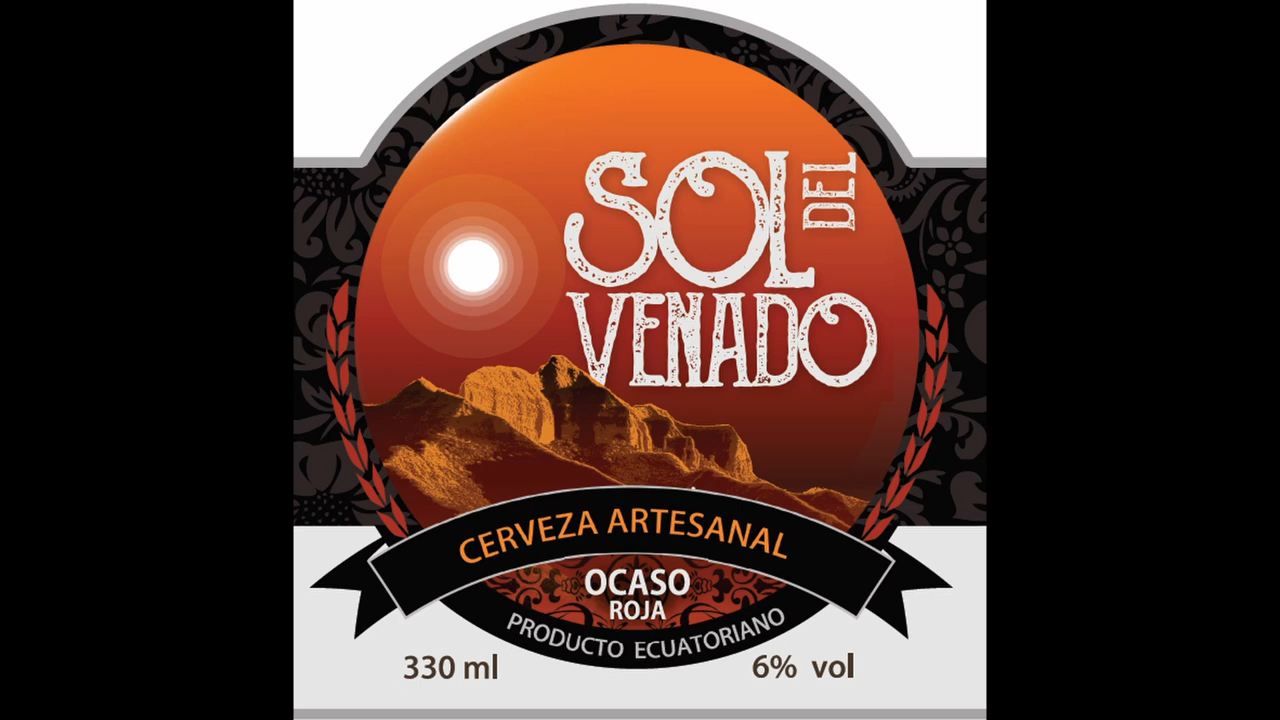 SOL DEL
VENADO
CERVEZA ARTESANAL
OCASO
ROJA
PRODUCTO ECUATORIANO
330 ml
6% vol